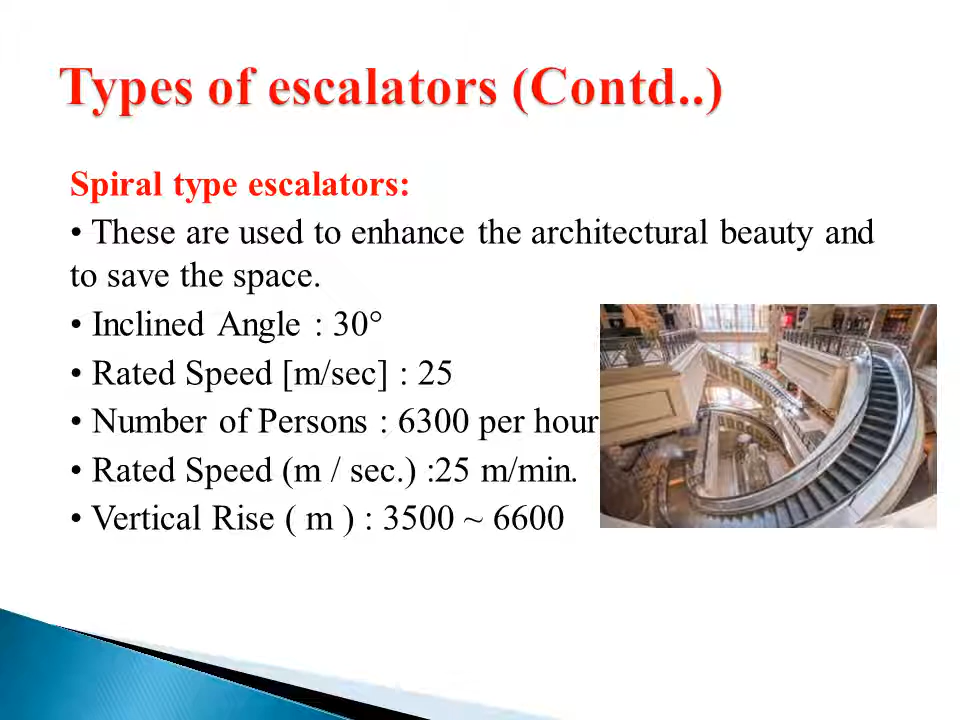 Types of escalators (Contd..)
Spiral type escalators:
• These are used to enhance the architectural beauty and
to save the space.
• Inclined Angle : 30°
• Rated Speed [m/sec] : 25
• Number of Persons : 6300 per hour
• Rated Speed (m / sec.) :25 m/min.
• Vertical Rise ( m ) : 3500 ~ 6600